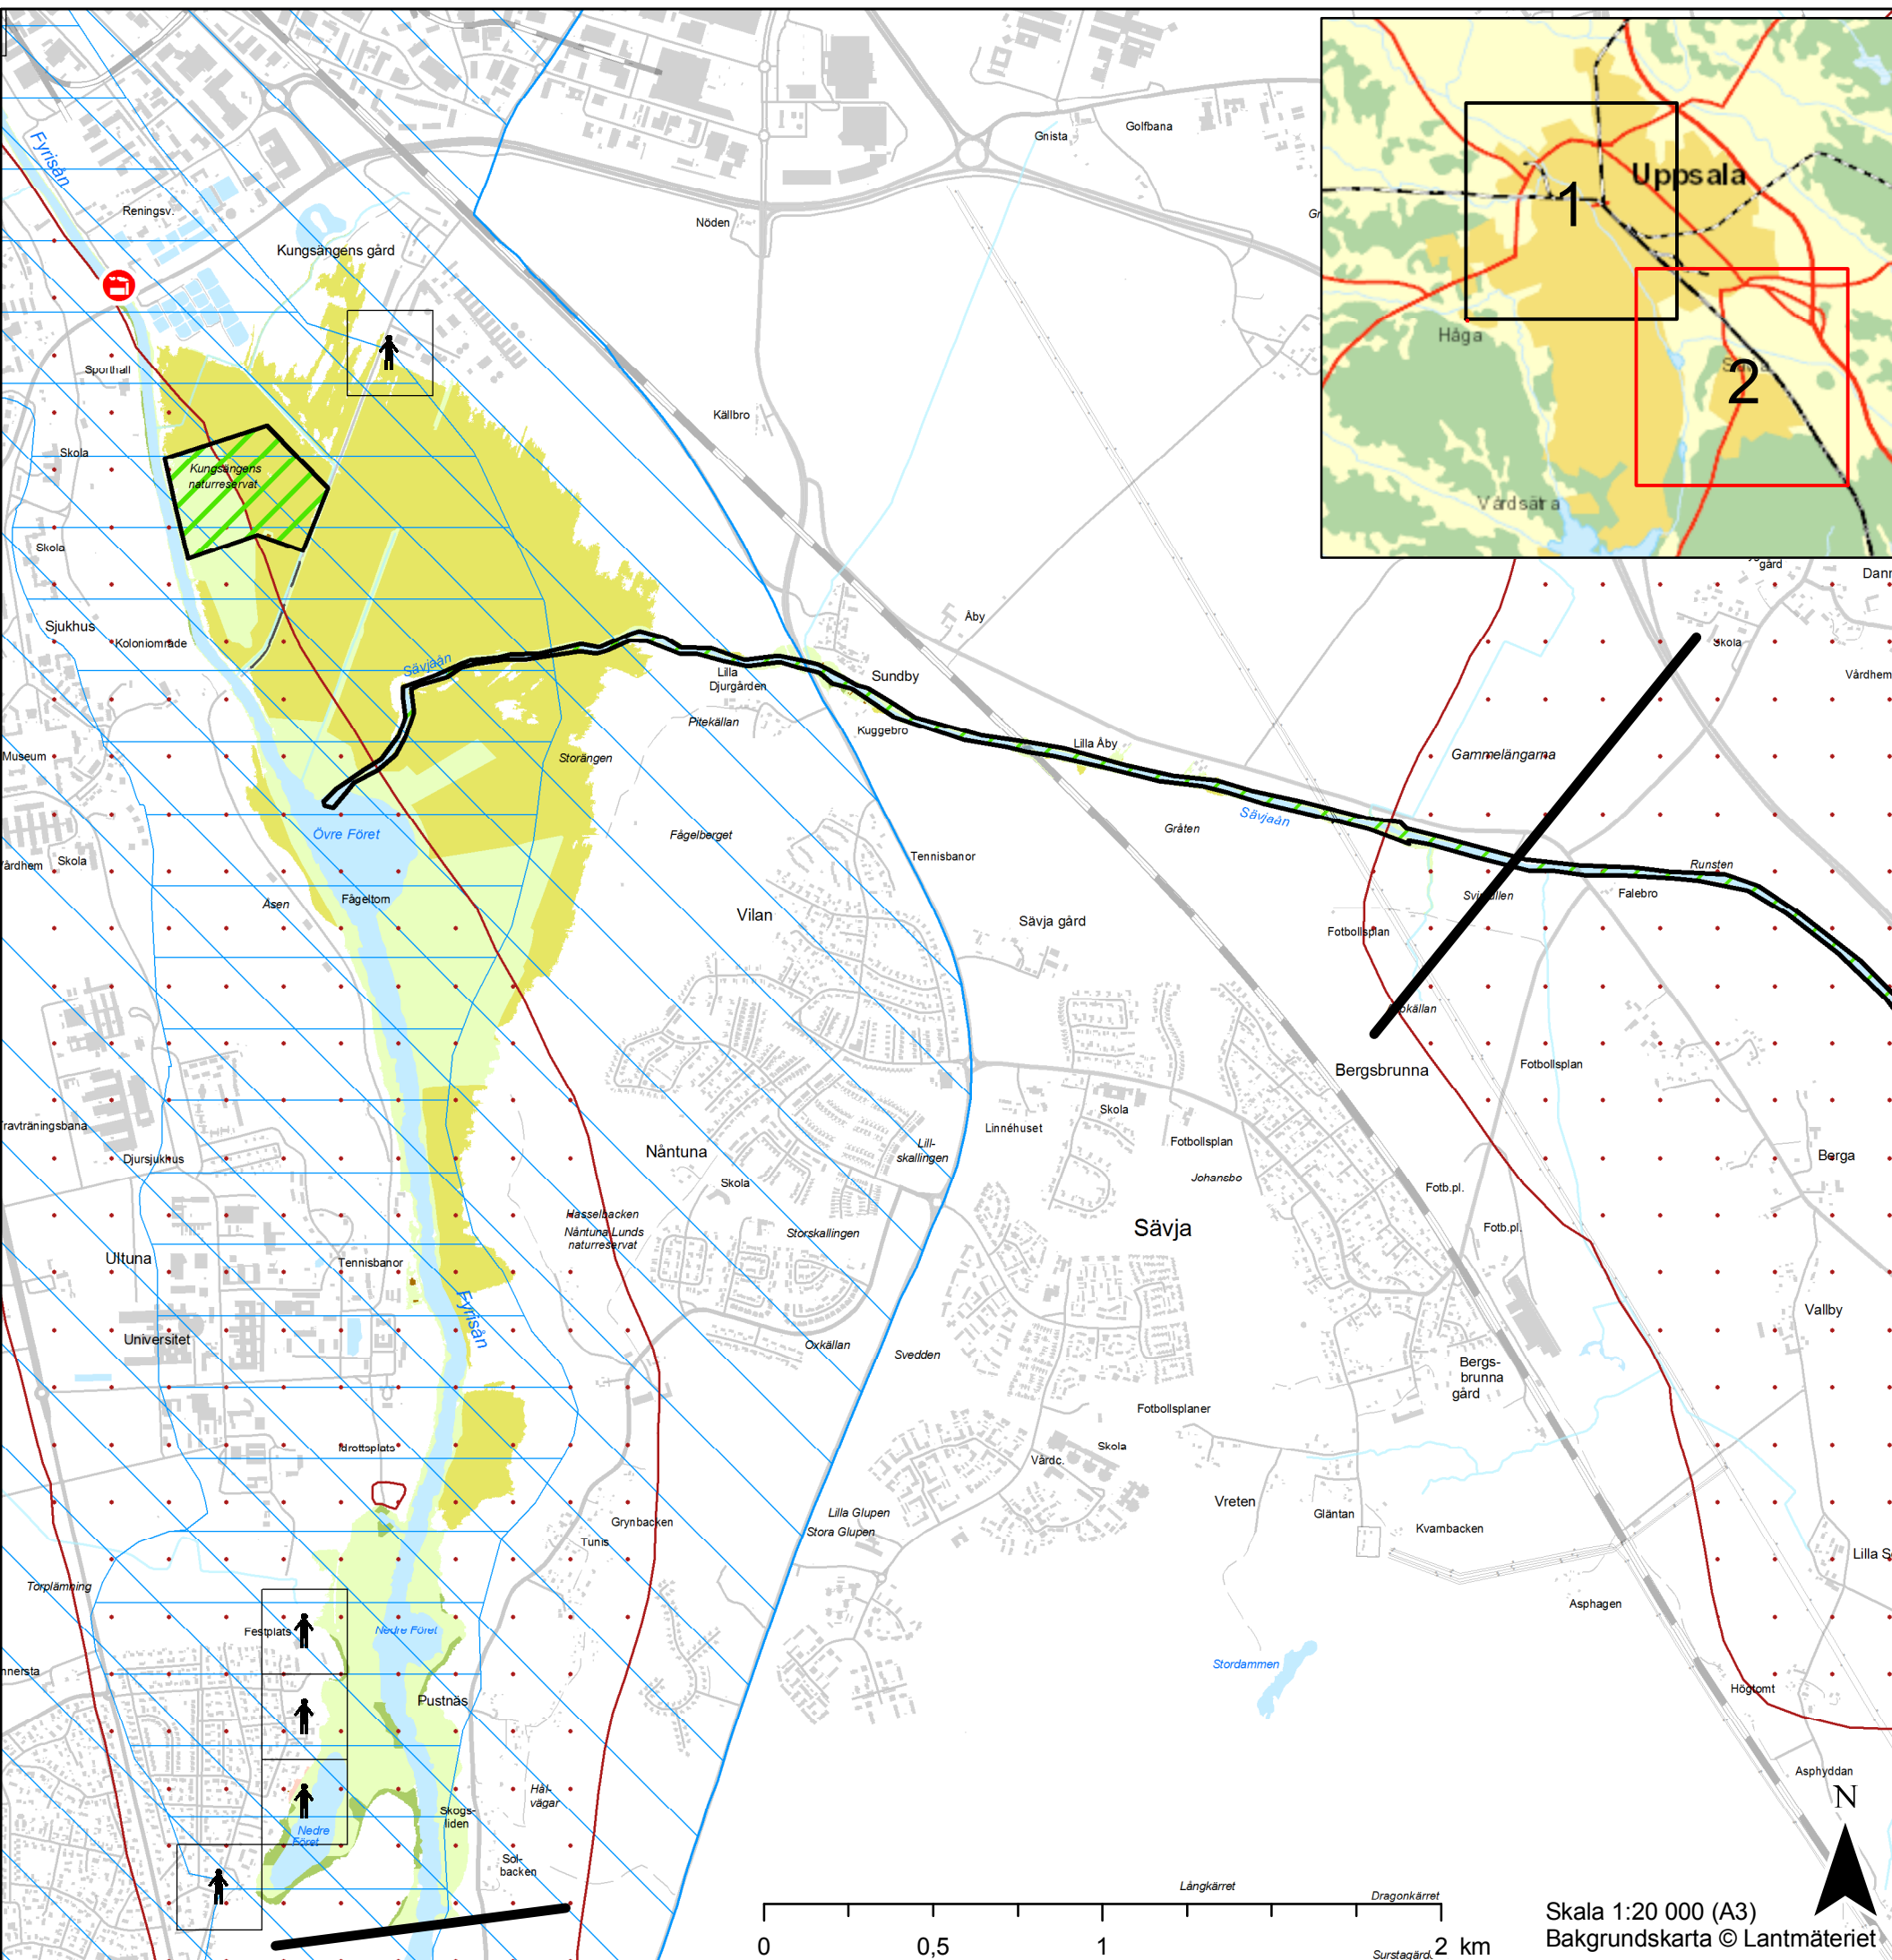 Fyrisån
Reningsv.
Kungsängens gård
Gnista
Golfbana
Nöden
Uppsala
1
Håga
2
Vårdsätra
Sporthall
Källbro
Skola
Kungsängens
naturreservat
Skola
gård
Sjukhus
Koloniområde
Åby
Skola
Vårdhem
Sävjaån
Lilla
Djurgården
Sundby
Pitekällan
Kuggebro
Museum
Storängen
Lilla Åby
Gammelängarna
Sävjaån
Övre Föret
Fågelberget
Gråten
Skola
Tennisbanor
Runsten
Falebro
Åsen
Fågeltorn
Vilan
Sävja gård
Fotbollsplan
Bergsbrunna
Fotbollsplan
Djursjukhus
Nåntuna
Skola
Lill-
skallingen
Linnéhuset
Skola
Fotbollsplan
Johansbo
Berga
Fotb.pl.
Hasselbacken
Nåntuna Lunds
naturreservat
Storskallingen
Sävja
Fotb.pl.
Ultuna
Tennisbanor
Fyrisån
Universitet
Oxkällan
Svedden
Vallby
Bergs-
brunna
gård
Fotbollsplaner
Idrottsplats
Skola
Vårdc.
Vreten
Gläntan
Kvarnbacken
Lilla Glupen
Stora Glupen
Grynbacken
Tunis
Lilla
Torplämning
Asphagen
Festplats
Nedre Föret
Stordammen
Pustnäs
Högtomt
Hål-
vägar
Asphyddan
Skogs-
liden
Nedre
Föret
N
Sol-
backen
Långkärret
Dragonkärret
0 0,5 1 2 km
Skala 1:20 000 (A3)
Bakgrundskarta © Lantmäteriet